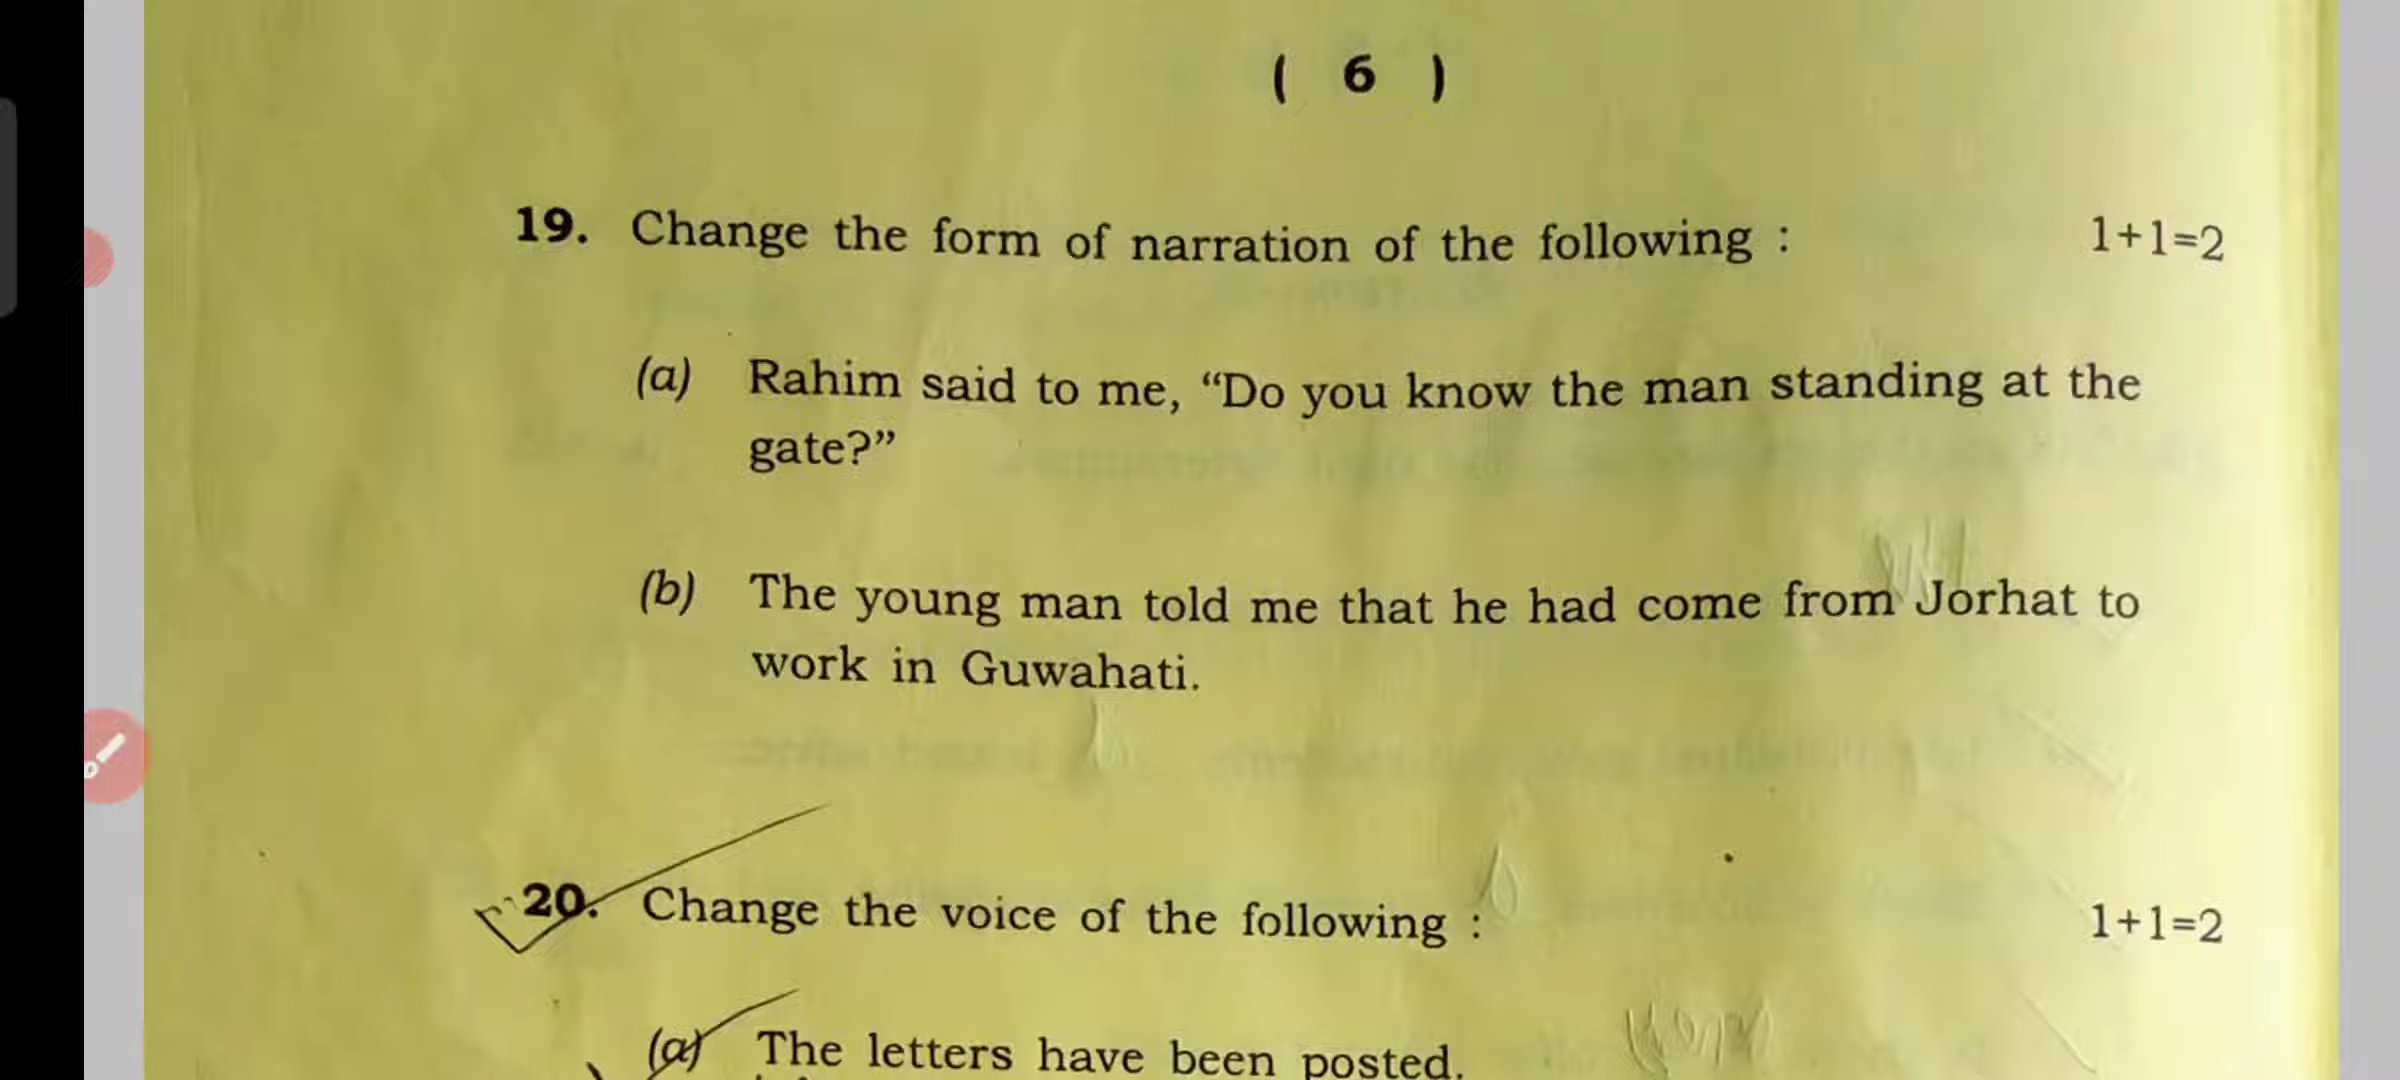 ( 6 )
19. Change the form of narration of the following : 1+1=2
(a) Rahim said to me, “Do you know the man standing at the
gate?”
(b) The young man told me that he had come from Jorhat to
work in Guwahati.
20. Change the voice of the following : 1+1=2
(a) The letters have been posted.